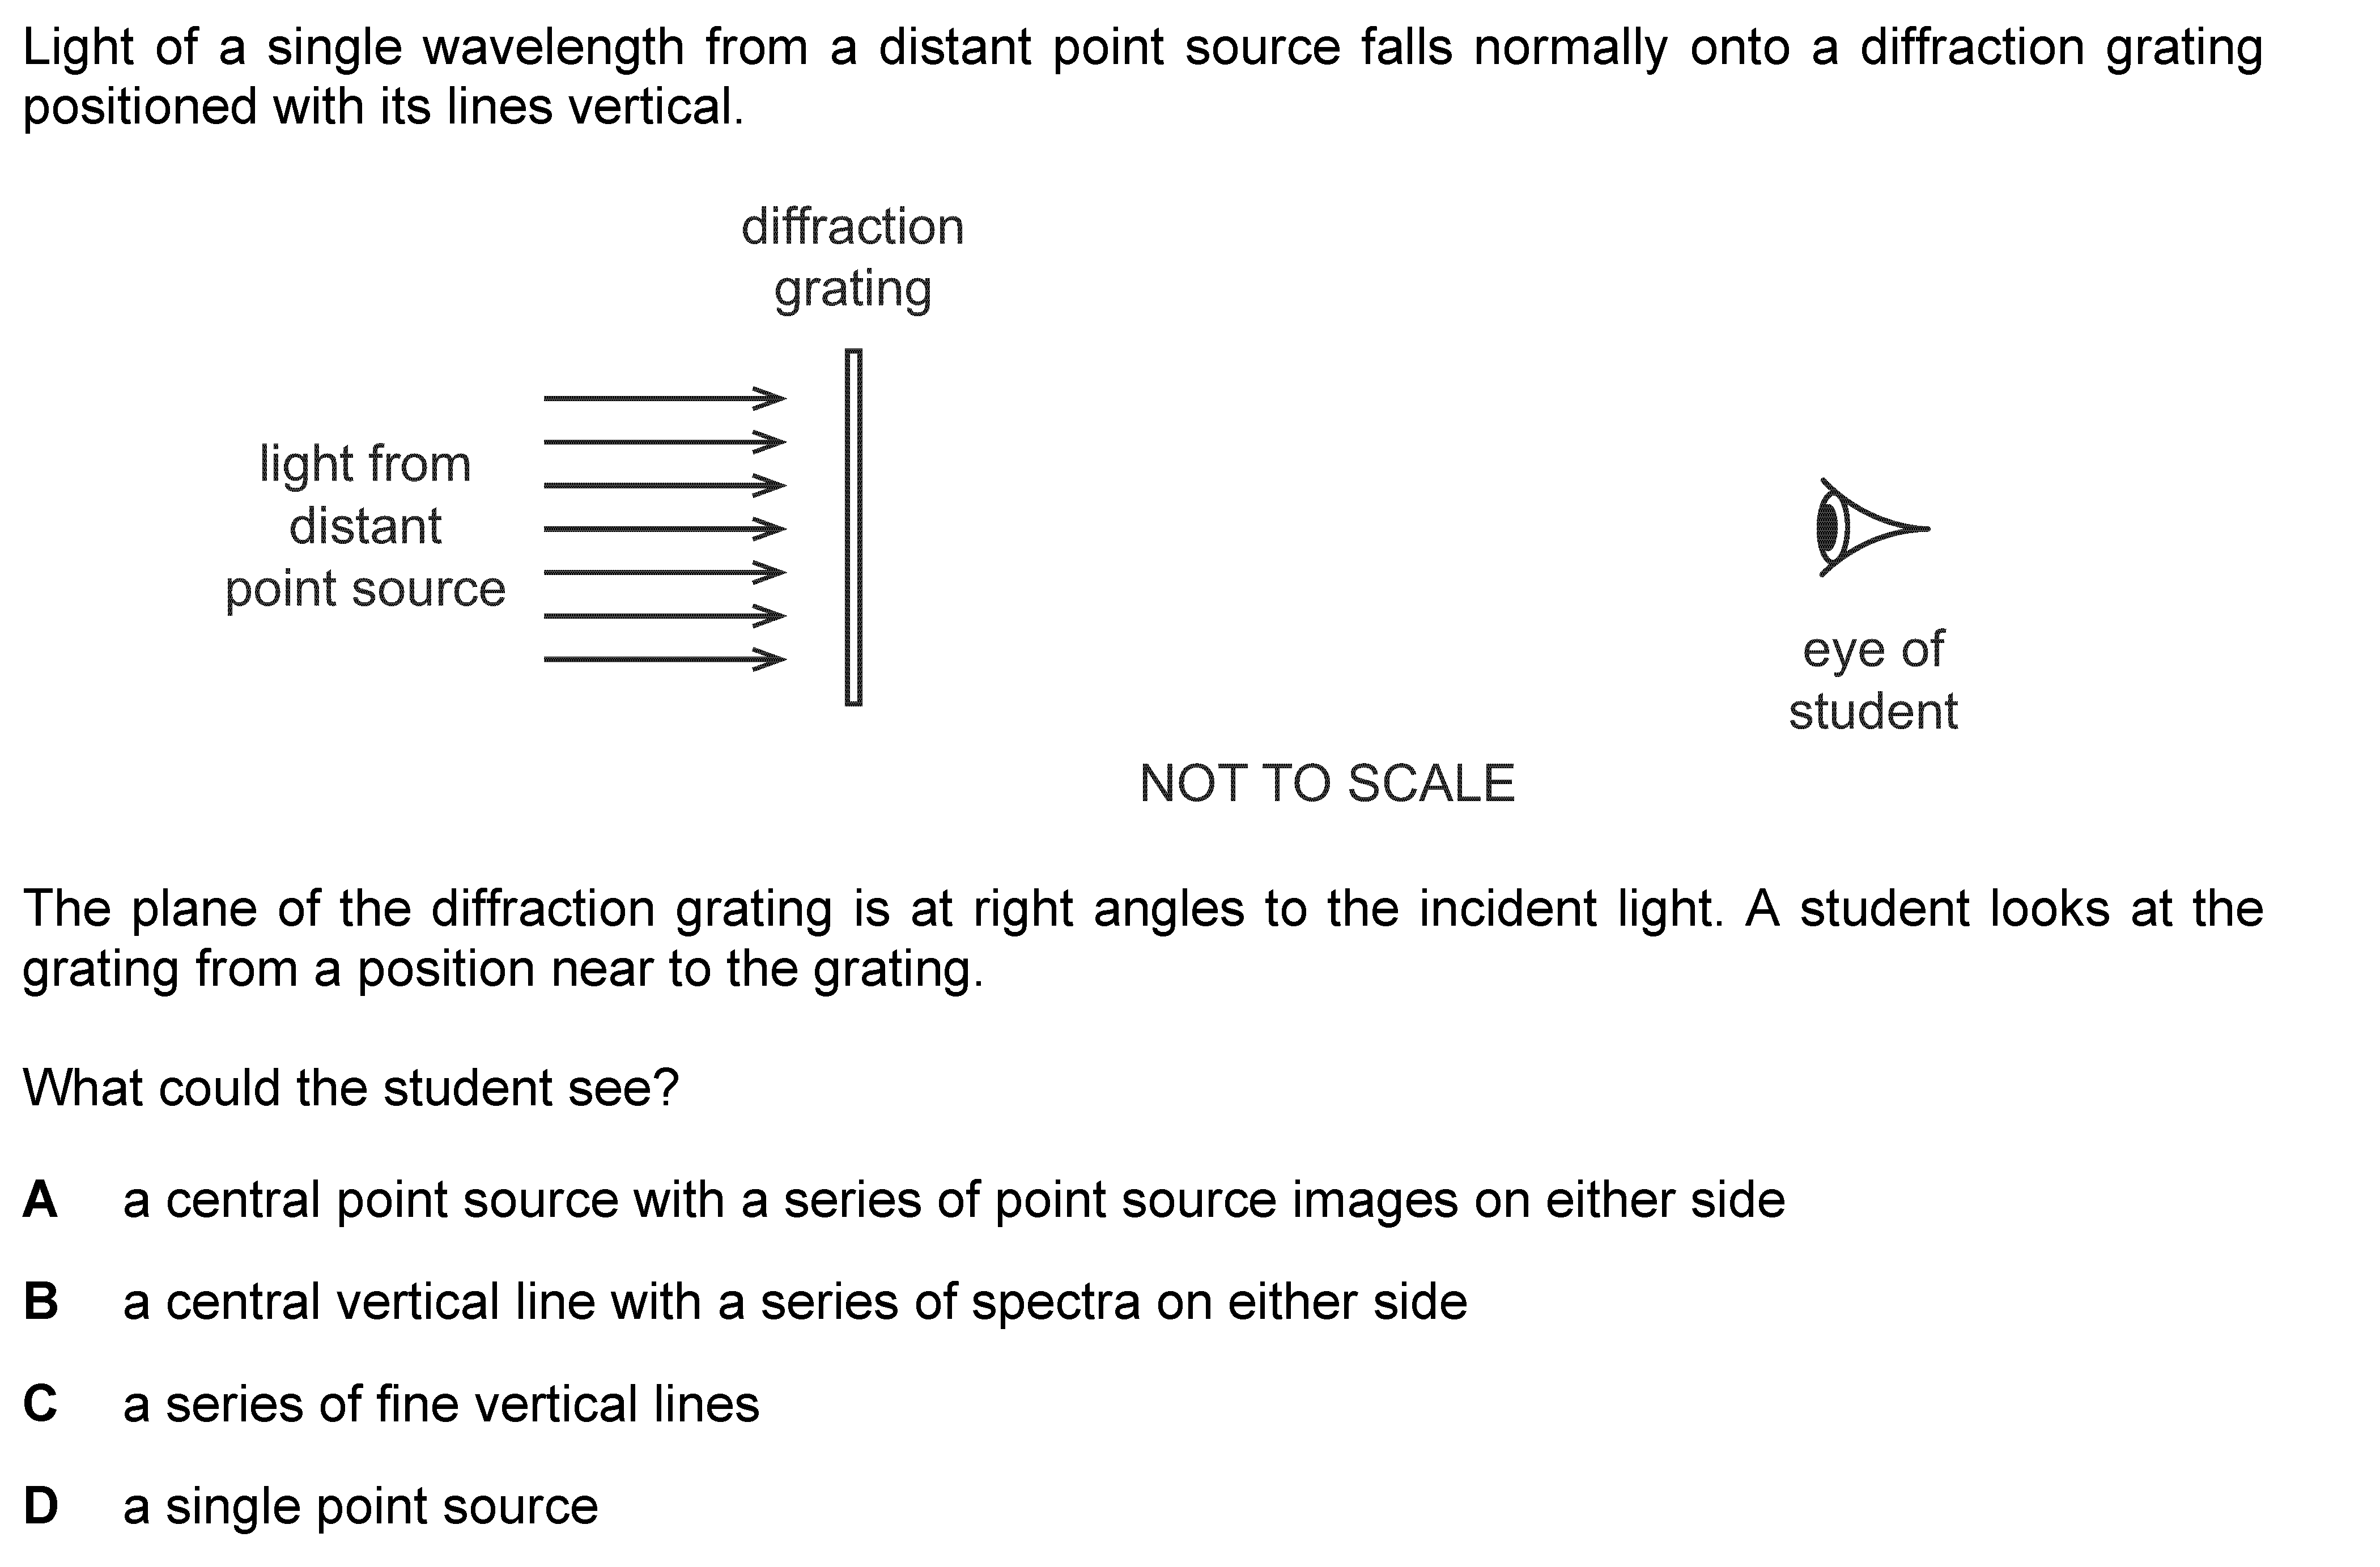 Light of a single wavelength from a distant point source falls normally onto a diffraction grating
positioned with its lines vertical.
diffraction
grating
light from
distant
point source
eye of
student
NOT TO SCALE
The plane of the diffraction grating is at right angles to the incident light. A student looks at the
grating from a position near to the grating.
What could the student see?
A a central point source with a series of point source images on either side
B a central vertical line with a series of spectra on either side
C a series of fine vertical lines
D a single point source